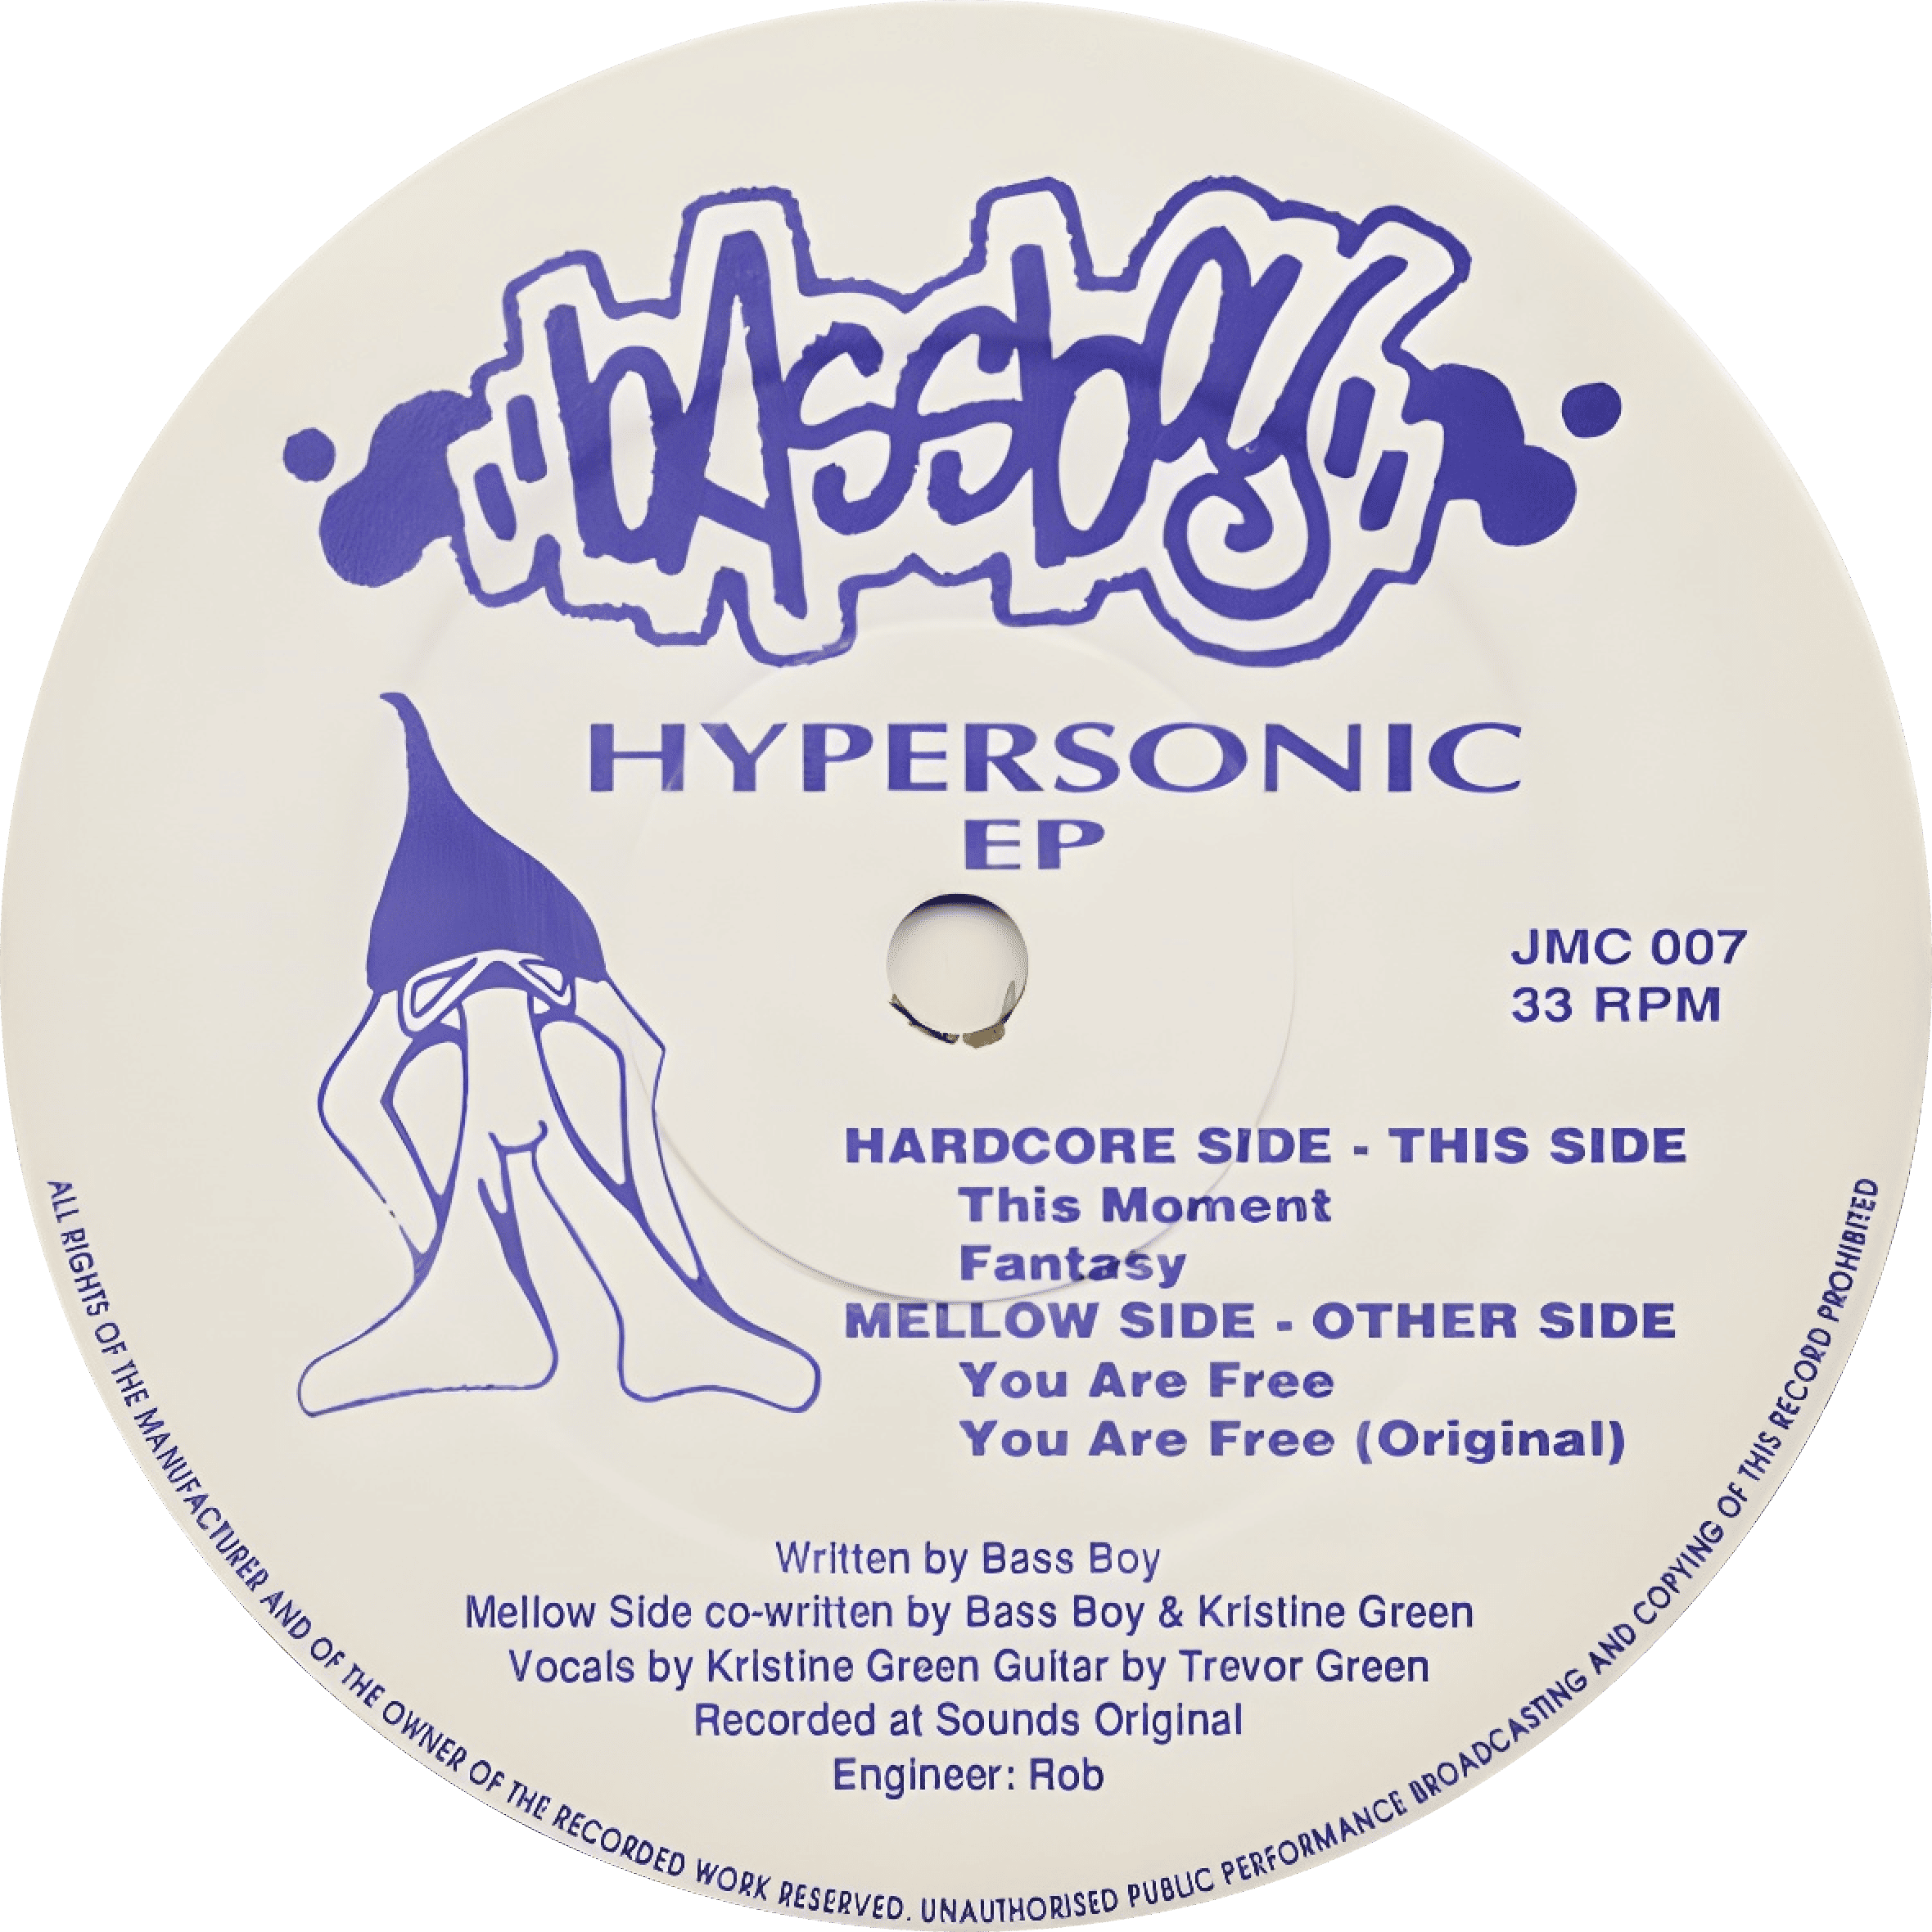 bAssboy
HYPERSONIC
EP
JMC 007
33 RPM
HARDCORE SIDE - THIS SIDE
This Moment
Fantasy
MELLOW SIDE - OTHER SIDE
You Are Free
You Are Free (Original)
Written by Bass Boy
Mellow Side co-written by Bass Boy & Kristine Green
Vocals by Kristine Green Guitar by Trevor Green
Recorded at Sounds Original
Engineer: Rob
ALL RIGHTS OF THE MANUFACTURER AND OF THE OWNER OF THE RECORDED WORK RESERVED. UNAUTHORISED PUBLIC PERFORMANCE BROADCASTING AND COPYING OF THIS RECORD PROHIBITED